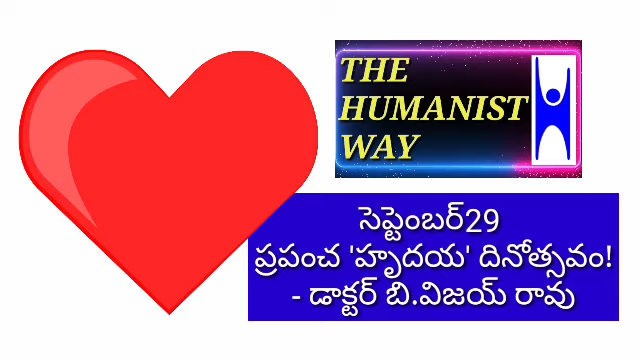 THE
HUMANIST
WAY
సెప్టెంబర్29
ప్రపంచ 'హృదయ' దినోత్సవం!
- డాక్టర్ బి.విజయ్ రావు